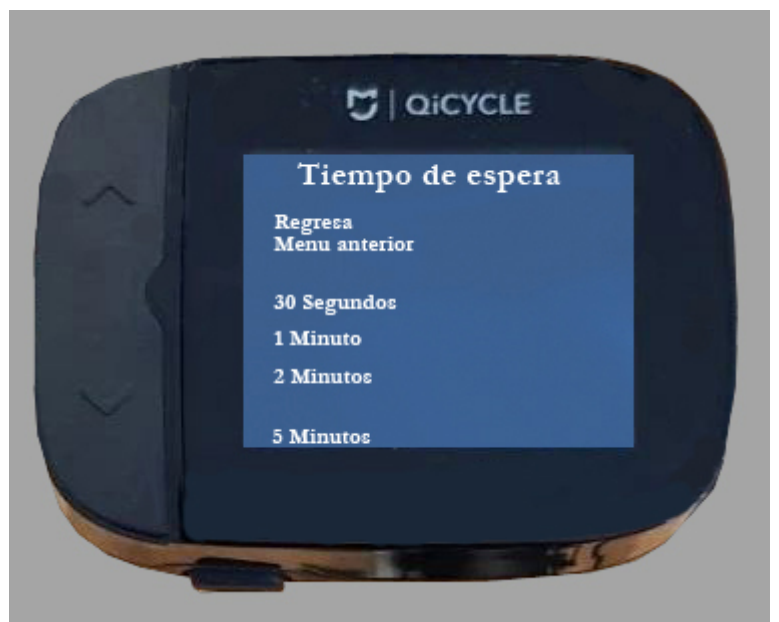 QiCYCLE
Tiempo de espera
Regresa
Menu anterior
30 Segundos
1 Minuto
2 Minutos
5 Minutos